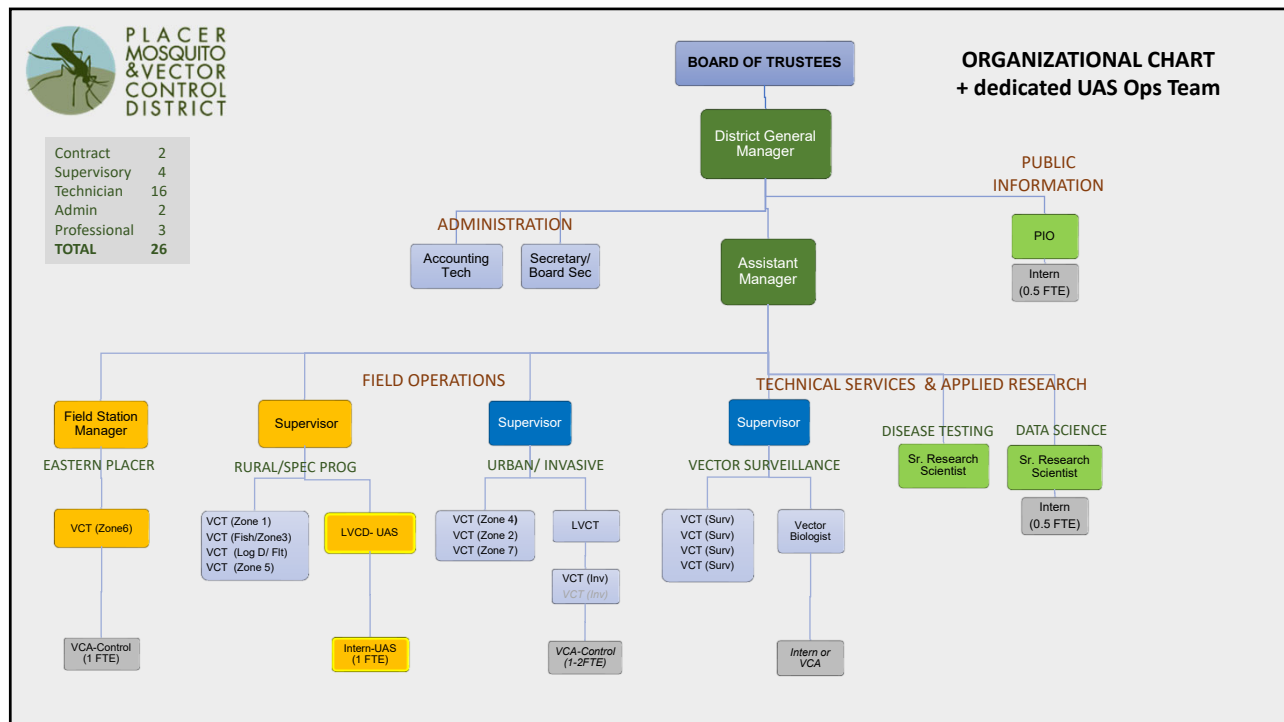 PLACER
MOSQUITO
& VECTOR
CONTROL
DISTRICT
BOARD OF TRUSTEES
ORGANIZATIONAL CHART
+ dedicated UAS Ops Team
Contract 2
Supervisory 4
Technician 16
Admin 2
Professional 3
TOTAL 26
District General
Manager
PUBLIC
INFORMATION
ADMINISTRATION
Accounting
Tech
Secretary/
Board Sec
Assistant
Manager
PIO
Intern
(0.5 FTE)
FIELD OPERATIONS
TECHNICAL SERVICES & APPLIED RESEARCH
Field Station
Manager
Supervisor
Supervisor
Supervisor
DISEASE TESTING
DATA SCIENCE
Sr. Research
Scientist
Sr. Research
Scientist
Intern
(0.5 FTE)
EASTERN PLACER
RURAL/SPEC PROG
URBAN/ INVASIVE
VECTOR SURVEILLANCE
VCT (Zone6)
VCT (Zone 1)
VCT (Fish/Zone3)
VCT (Log D/ Flt)
VCT (Zone 5)
LVCD- UAS
VCT (Zone 4)
VCT (Zone 2)
VCT (Zone 7)
LVCT
VCT (Inv)
VCT (Inv)
VCT (Surv)
VCT (Surv)
VCT (Surv)
VCT (Surv)
Vector
Biologist
VCA-Control
(1 FTE)
Intern-UAS
(1 FTE)
VCA-Control
(1-2FTE)
Intern or
VCA